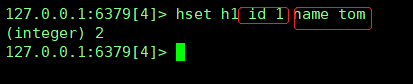 127.0.0.1:6379[4]> hset h1 id 1 name tom
(integer) 2
127.0.0.1:6379[4]>